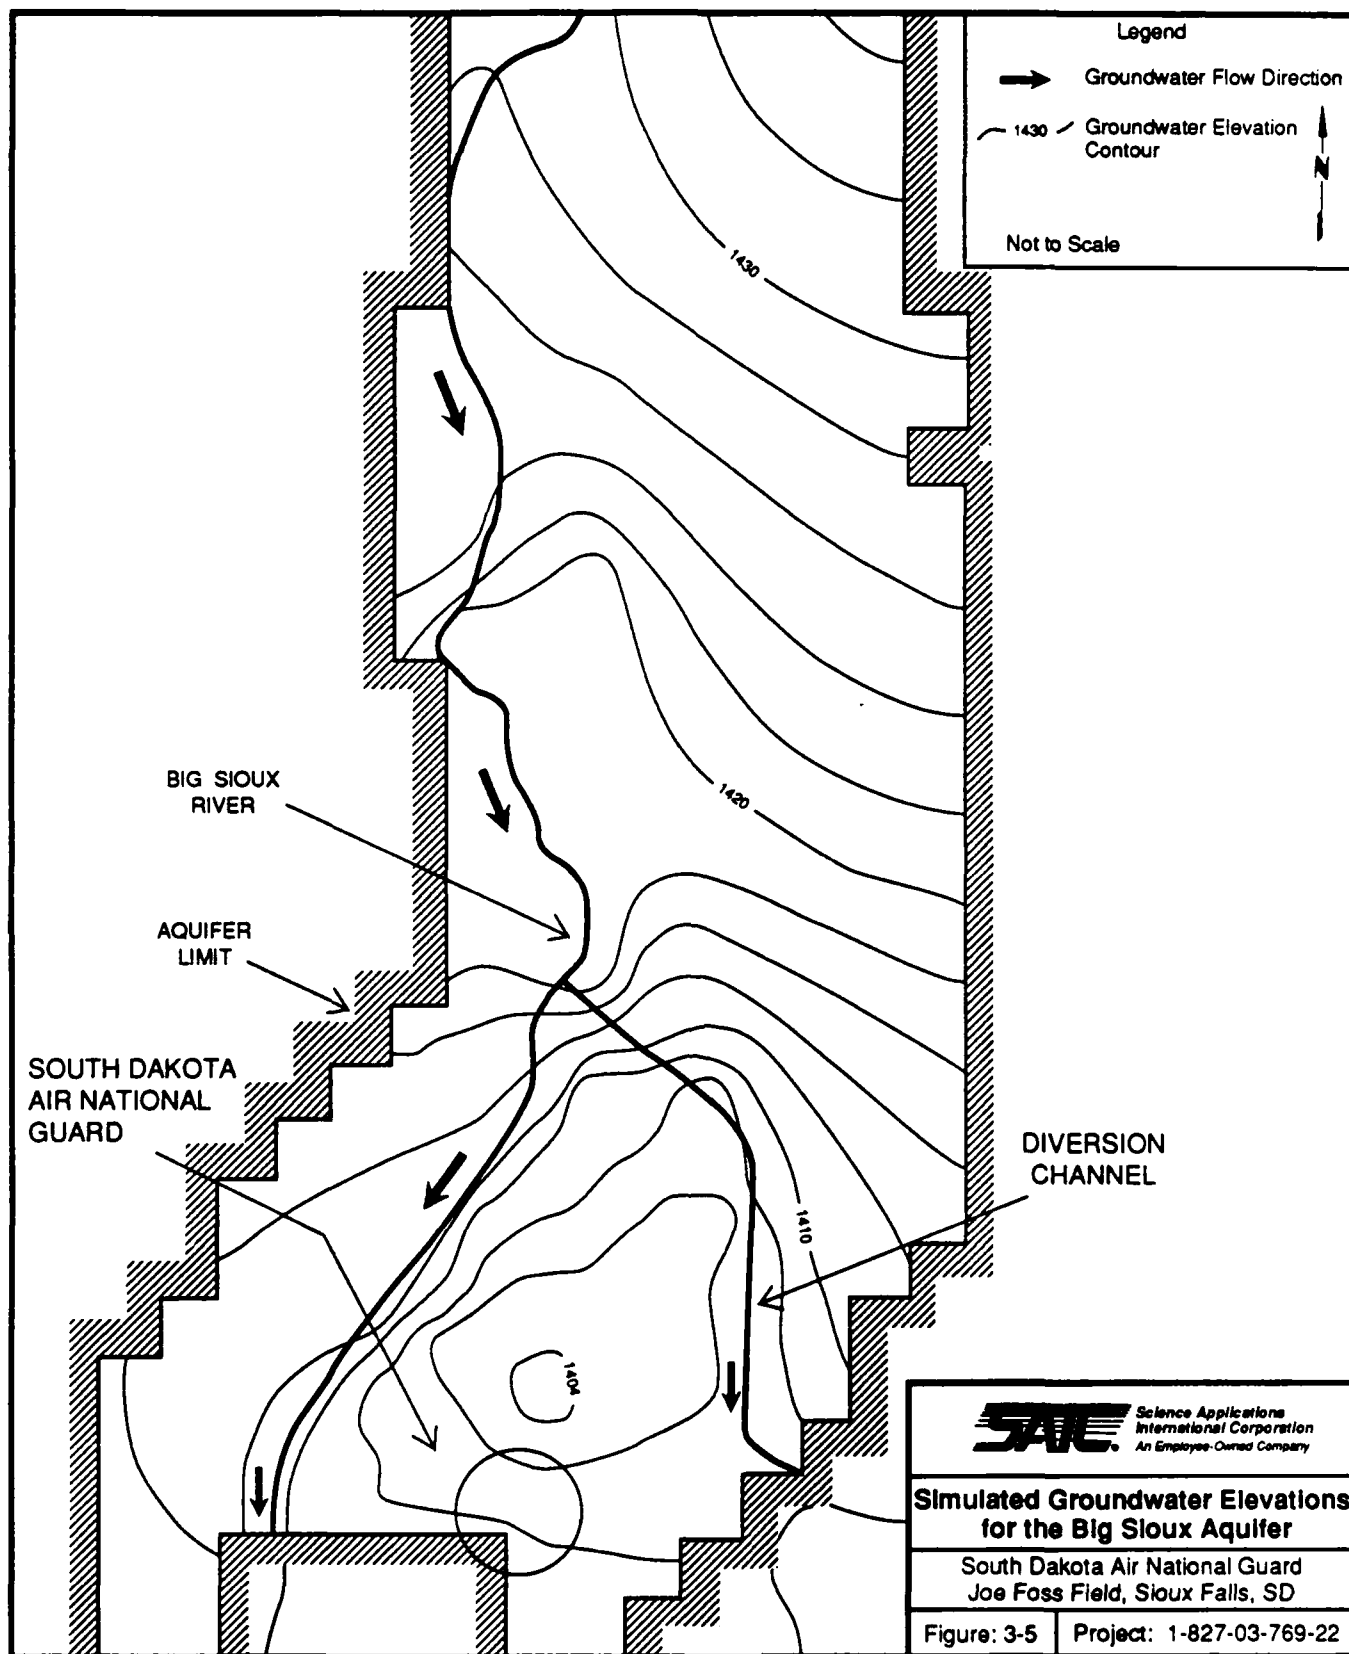 Legend
Groundwater Flow Direction
1430
Groundwater Elevation
Contour
N
Not to Scale
1430
BIG SIOUX
RIVER
1420
AQUIFER
LIMIT
SOUTH DAKOTA
AIR NATIONAL
GUARD
DIVERSION
CHANNEL
1410
1404
SAIC.
Science Applications
International Corporation
An Employee-Owned Company
Simulated Groundwater Elevations
for the Big Sioux Aquifer
South Dakota Air National Guard
Joe Foss Field, Sioux Falls, SD
Figure: 3-5
Project: 1-827-03-769-22